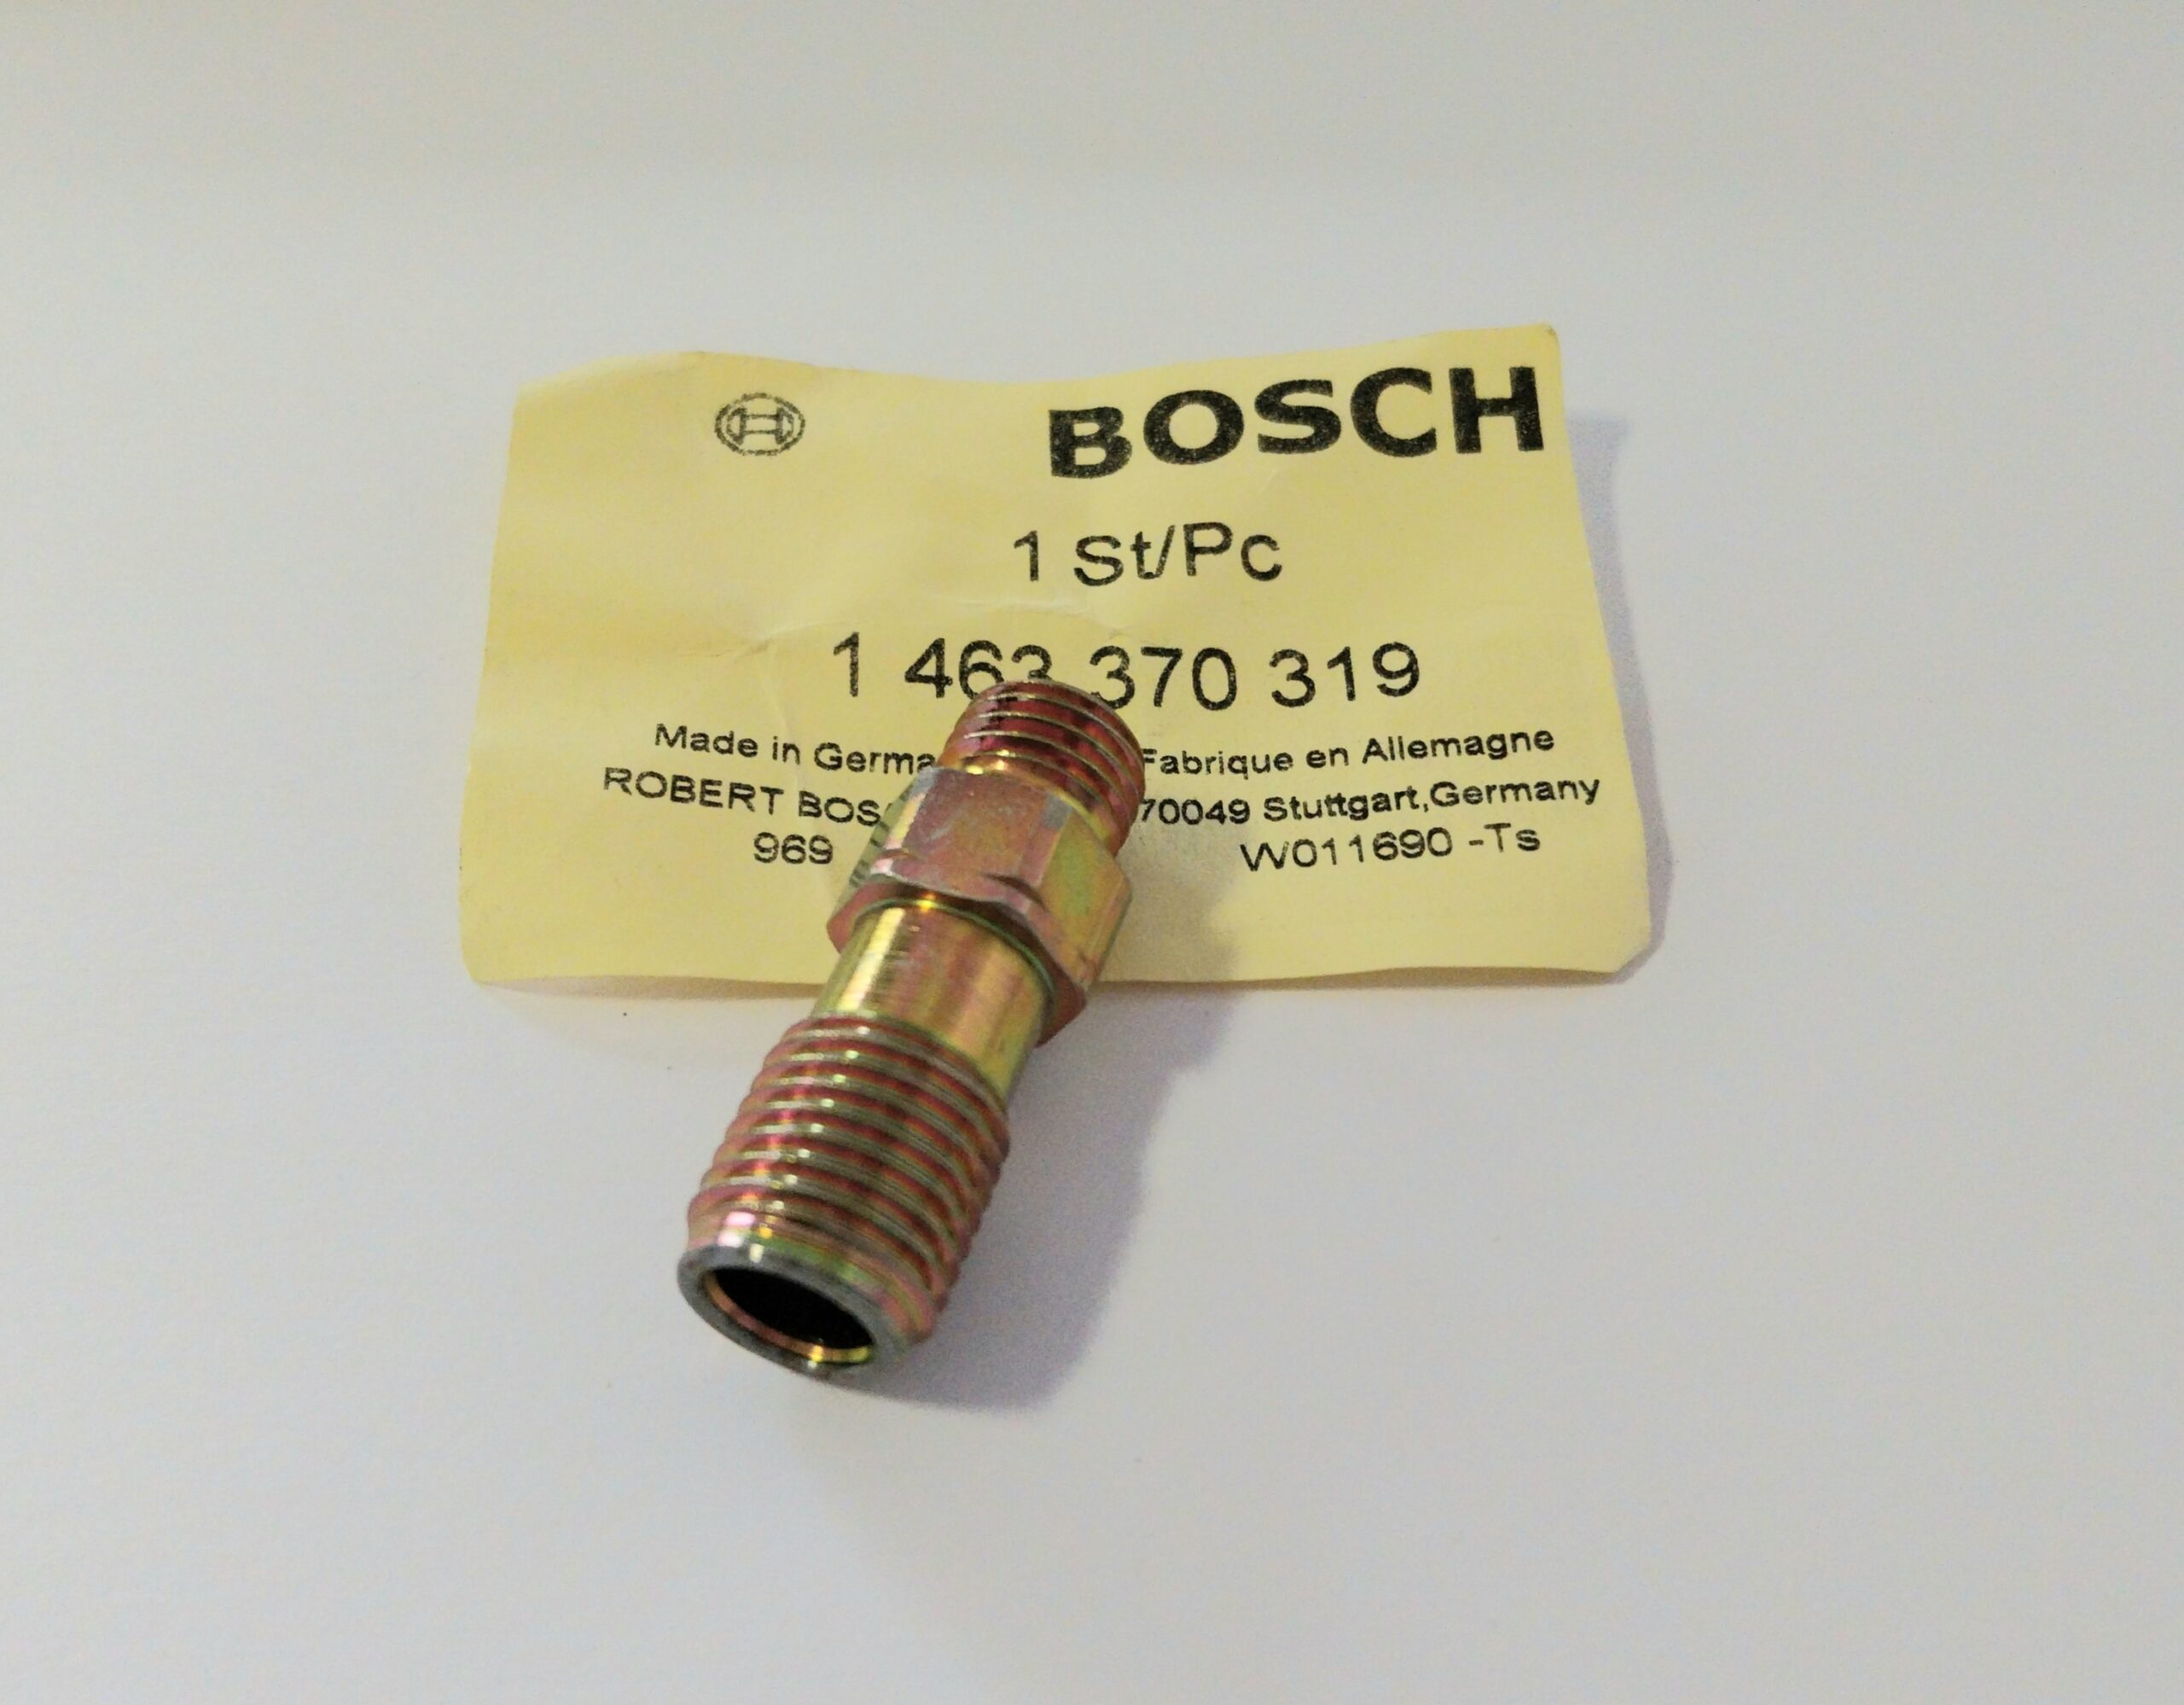 BOSCH
1 St/Pc
1 463 370 319
Made in Germa Fabrique en Allemagne
ROBERT BOS 70049 Stuttgart,Germany
969 W011690 -Ts